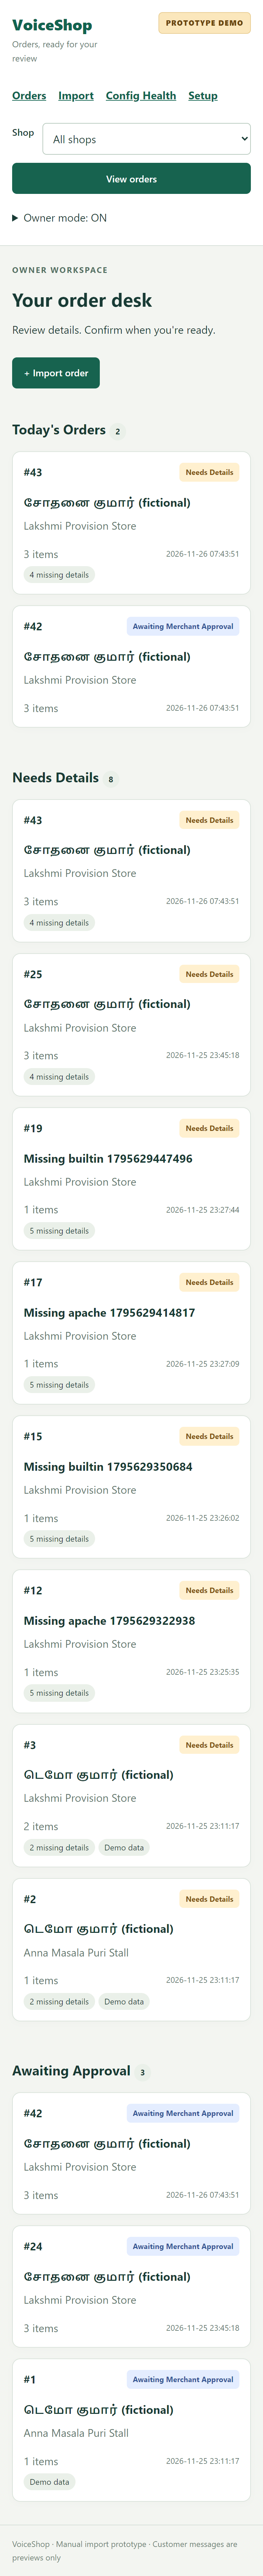 VoiceShop
PROTOTYPE DEMO
Orders, ready for your
review
Orders Import Config Health Setup
Shop
All shops
View orders
Owner mode: ON
OWNER WORKSPACE
Your order desk
Review details. Confirm when you're ready.
+ Import order
Today's Orders 2
#43 Needs Details
சோதனை குமார் (fictional)
Lakshmi Provision Store
3 items 2026-11-26 07:43:51
4 missing details
#42 Awaiting Merchant Approval
சோதனை குமார் (fictional)
Lakshmi Provision Store
3 items 2026-11-26 07:43:51
Needs Details 8
#43 Needs Details
சோதனை குமார் (fictional)
Lakshmi Provision Store
3 items 2026-11-26 07:43:51
4 missing details
#25 Needs Details
சோதனை குமார் (fictional)
Lakshmi Provision Store
3 items 2026-11-25 23:45:18
4 missing details
#19 Needs Details
Missing builtin 1795629447496
Lakshmi Provision Store
1 items 2026-11-25 23:27:44
5 missing details
#17 Needs Details
Missing apache 1795629414817
Lakshmi Provision Store
1 items 2026-11-25 23:27:09
5 missing details
#15 Needs Details
Missing builtin 1795629350684
Lakshmi Provision Store
1 items 2026-11-25 23:26:02
5 missing details
#12 Needs Details
Missing apache 1795629322938
Lakshmi Provision Store
1 items 2026-11-25 23:25:35
5 missing details
#3 Needs Details
டெமோ குமார் (fictional)
Lakshmi Provision Store
2 items 2026-11-25 23:11:17
2 missing details Demo data
#2 Needs Details
டெமோ குமார் (fictional)
Anna Masala Puri Stall
1 items 2026-11-25 23:11:17
2 missing details Demo data
Awaiting Approval 3
#42 Awaiting Merchant Approval
சோதனை குமார் (fictional)
Lakshmi Provision Store
3 items 2026-11-26 07:43:51
#24 Awaiting Merchant Approval
சோதனை குமார் (fictional)
Lakshmi Provision Store
3 items 2026-11-25 23:45:18
#1 Awaiting Merchant Approval
டெமோ குமார் (fictional)
Anna Masala Puri Stall
1 items 2026-11-25 23:11:17
Demo data
VoiceShop · Manual import prototype · Customer messages are
previews only